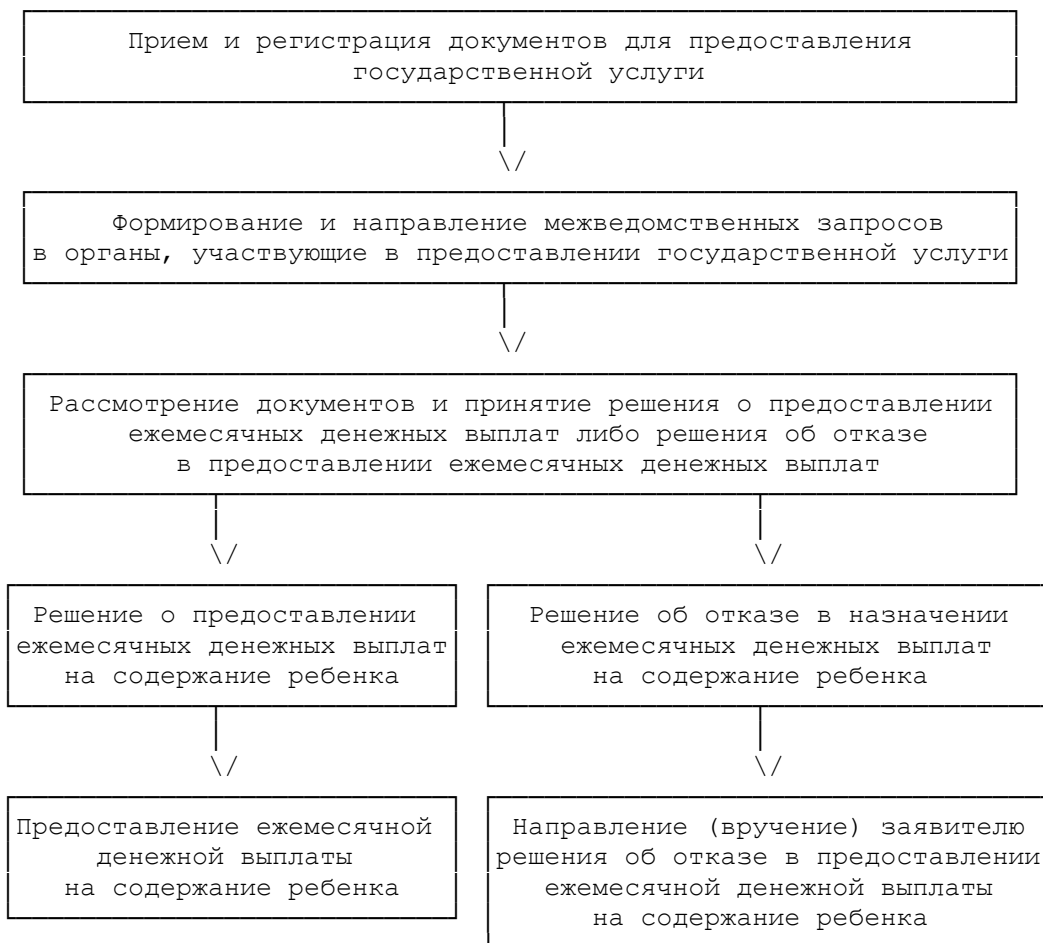 Прием и регистрация документов для предоставления
государственной услуги
Формирование и направление межведомственных запросов
в органы, участвующие в предоставлении государственной услуги
Рассмотрение документов и принятие решения о предоставлении
ежемесячных денежных выплат либо решения об отказе
в предоставлении ежемесячных денежных выплат
Решение о предоставлении
ежемесячных денежных выплат
на содержание ребенка
Решение об отказе в назначении
ежемесячных денежных выплат
на содержание ребенка
Предоставление ежемесячной
денежной выплаты
на содержание ребенка
Направление (вручение) заявителю
решения об отказе в предоставлении
ежемесячной денежной выплаты
на содержание ребенка